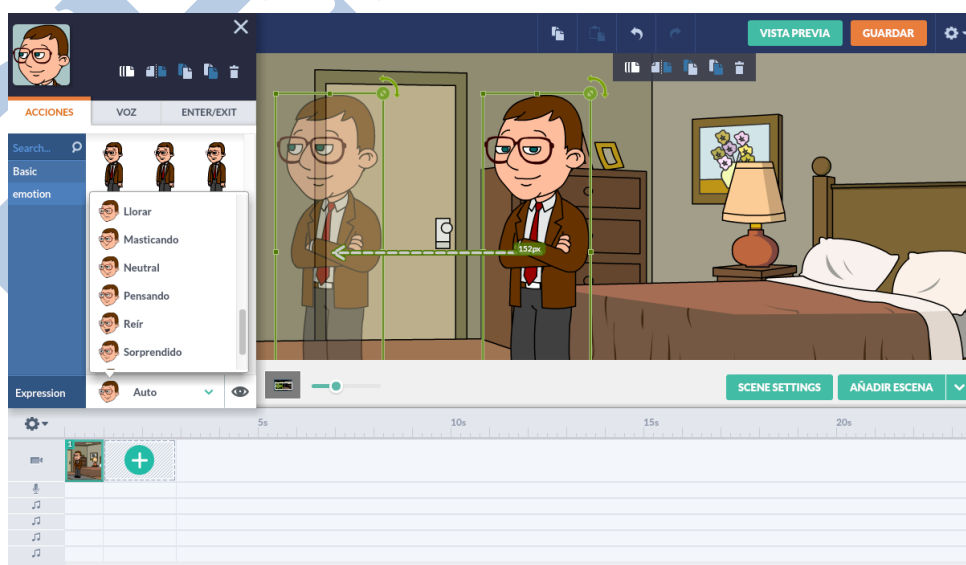 VISTA PREVIA
GUARDAR
ACCIONES
VOZ
ENTER/EXIT
Search...
Basic
emotion
Llorar
Masticando
Neutral
Pensando
Reír
Sorprendido
Expression
Auto
152px
SCENE SETTINGS
AÑADIR ESCENA
5s
10s
15s
20s
1